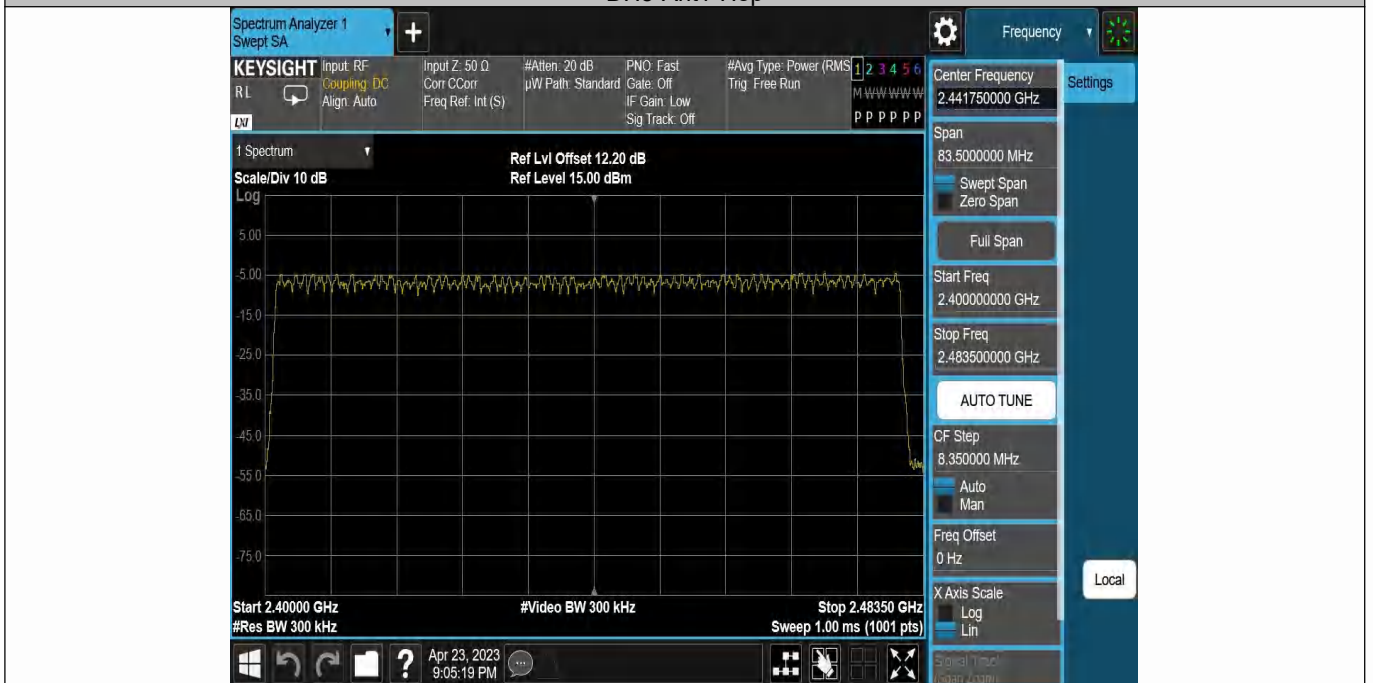 Spectrum Analyzer 1
Swept SA
+
Frequency
KEYSIGHT
RL
LXI
Input: RF
Coupling: DC
Align: Auto
Input Z: 50 Ω
Corr CCorr
Freq Ref: Int (S)
#Atten: 20 dB
µW Path: Standard
PNO: Fast
Gate: Off
IF Gain: Low
Sig Track: Off
#Avg Type: Power (RMS
Trig: Free Run
1 2 3 4 5 6
M W W W W W
P P P P P P
Center Frequency
2.441750000 GHz
Settings
Span
83.5000000 MHz
Swept Span
Zero Span
Full Span
Start Freq
2.400000000 GHz
Stop Freq
2.483500000 GHz
AUTO TUNE
CF Step
8.350000 MHz
Auto
Man
Freq Offset
0 Hz
X Axis Scale
Log
Lin
Signal Track
(Span Zoom)
Local
1 Spectrum
Scale/Div 10 dB
Ref Lvl Offset 12.20 dB
Ref Level 15.00 dBm
Log
5.00
-5.00
-15.0
-25.0
-35.0
-45.0
-55.0
-65.0
-75.0
Start 2.40000 GHz
#Res BW 300 kHz
#Video BW 300 kHz
Stop 2.48350 GHz
Sweep 1.00 ms (1001 pts)
?
Apr 23, 2023
9:05:19 PM